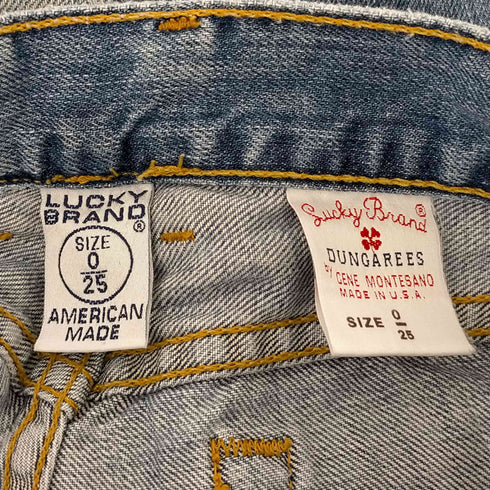 LUCKY
BRAND®
SIZE
0
25
AMERICAN
MADE
Lucky Brand®
DUNGAREES
BY GENE MONTESANO
MADE IN U.S.A.
SIZE 0
25